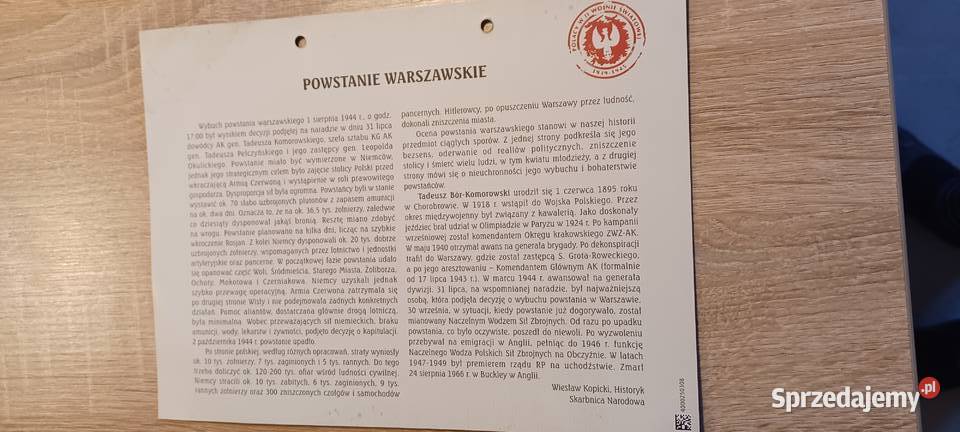 POLACY W II WOJNIE ŚWIATOWEJ
1939-1945
POWSTANIE WARSZAWSKIE
Wybuch powstania warszawskiego 1 sierpnia 1944 r., o godz.
17:00 był wynikiem decyzji podjętej na naradzie w dniu 31 lipca
dowódcy AK gen. Tadeusza Komorowskiego, szefa sztabu KG AK
gen. Tadeusza Pełczyńskiego i jego zastępcy gen. Leopolda
Okulickiego. Powstanie miało być wymierzone w Niemców,
jednak jego strategicznym celem było zajęcie stolicy Polski przed
wkraczającą Armią Czerwoną i wystąpienie w roli prawowitego
gospodarza. Dysproporcja sił była ogromna. Powstańcy byli w stanie
wystawić ok. 70 słabo uzbrojonych plutonów z zapasem amunicji
na ok. dwa dni. Oznacza to, że na ok. 36,5 tys. żołnierzy, zaledwie
co dziesiąty dysponował jakąś bronią. Resztę miano zdobyć
na wrogu. Powstanie planowano na kilka dni, licząc na szybkie
wkroczenie Rosjan. Z kolei Niemcy dysponowali ok. 20 tys. dobrze
uzbrojonych żołnierzy, wspomaganych przez lotnictwo i jednostki
artyleryjskie oraz pancerne. W początkowej fazie powstania udało
się opanować część Woli, Śródmieścia, Starego Miasta, Żoliborza,
Ochoty, Mokotowa i Czerniakowa. Niemcy uzyskali jednak
szybko przewagę operacyjną. Armia Czerwona zatrzymała się
po drugiej stronie Wisły i nie podejmowała żadnych konkretnych
działań. Pomoc aliantów, dostarczana głównie drogą lotniczą,
była minimalna. Wobec przeważających sił niemieckich, braku
amunicji, wody, lekarstw i żywności, podjęto decyzję o kapitulacji.
2 października 1944 r. powstanie upadło.
Po stronie polskiej, według różnych opracowań, straty wyniosły
ok. 10 tys. żołnierzy, 7 tys. zaginionych i 5 tys. rannych. Do tego
trzeba doliczyć ok. 120-200 tys. ofiar wśród ludności cywilnej.
Niemcy stracili ok. 10 tys. zabitych, 6 tys. zaginionych, 9 tys.
rannych żołnierzy oraz 300 zniszczonych czołgów i samochodów
pancernych. Hitlerowcy, po opuszczeniu Warszawy przez ludność,
dokonali zniszczenia miasta.
Ocena powstania warszawskiego stanowi w naszej historii
przedmiot ciągłych sporów. Z jednej strony podkreśla się jego
bezsens, oderwanie od realiów politycznych, zniszczenie
stolicy i śmierć wielu ludzi, w tym kwiatu młodzieży, a z drugiej
strony mówi się o nieuchronności jego wybuchu i bohaterstwie
powstańców.
Tadeusz Bór-Komorowski urodził się 1 czerwca 1895 roku
w Chorobrowie. W 1918 r. wstąpił do Wojska Polskiego. Przez
okres międzywojenny był związany z kawalerią. Jako doskonały
jeździec brał udział w Olimpiadzie w Paryżu w 1924 r. Po kampanii
wrześniowej został komendantem Okręgu krakowskiego ZWZ-AK.
W maju 1940 otrzymał awans na generała brygady. Po dekonspiracji
trafił do Warszawy, gdzie został zastępcą S. Grota-Roweckiego,
a po jego aresztowaniu – Komendantem Głównym AK (formalnie
od 17 lipca 1943 r.). W marcu 1944 r. awansował na generała
dywizji. 31 lipca, na wspomnianej naradzie, był najważniejszą
osobą, która podjęła decyzję o wybuchu powstania w Warszawie.
30 września, w sytuacji, kiedy powstanie już dogorywało, został
mianowany Naczelnym Wodzem Sił Zbrojnych. Od razu po upadku
powstania, co było oczywiste, poszedł do niewoli. Po wyzwoleniu
przebywał na emigracji w Anglii, pełniąc do 1946 r. funkcję
Naczelnego Wodza Polskich Sił Zbrojnych na Obczyźnie. W latach
1947-1949 był premierem rządu RP na uchodźstwie. Zmarł
24 sierpnia 1966 r. w Buckley w Anglii.
Wiesław Kopicki, Historyk
Skarbnica Narodowa
4000250308
Sprzedajemy.pl